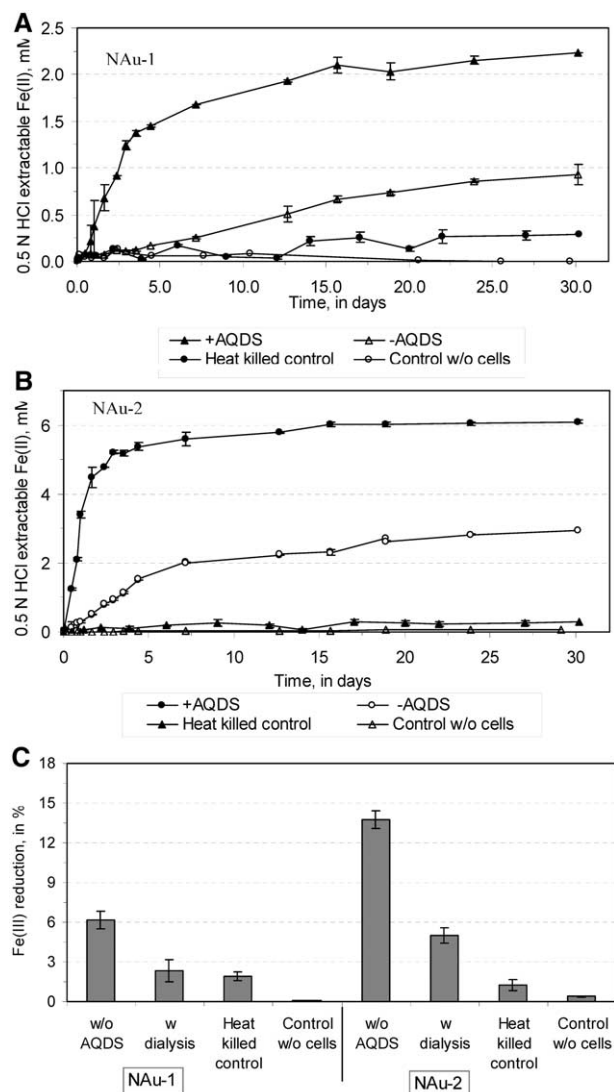 A
NAu-1
0.5 N HCl extractable Fe(II), mM
2.5
2.0
1.5
1.0
0.5
0.0
0.0 5.0 10.0 15.0 20.0 25.0 30.0
Time, in days
+AQDS -AQDS
Heat killed control Control w/o cells
B
NAu-2
0.5 N HCl extractable Fe(II), mM
6
4
2
0
0 5 10 15 20 25 30
Time, in days
+AQDS -AQDS
Heat killed control Control w/o cells
C
Fe(III) reduction, in %
18
15
12
9
6
3
0
w/o w Heat Control w/o w Heat Control
AQDS dialysis killed w/o cells AQDS dialysis killed w/o cells
control control
NAu-1 NAu-2